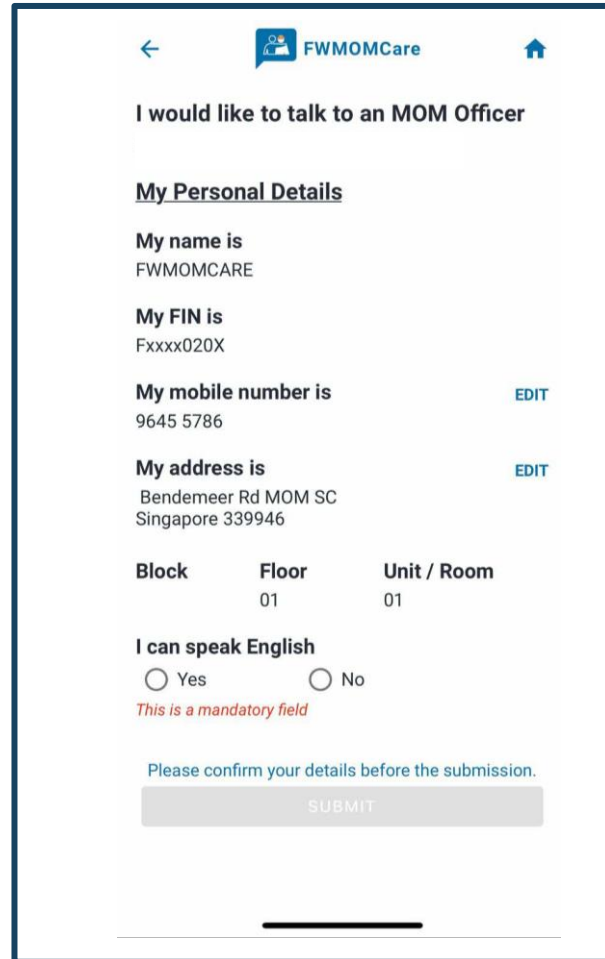 FWMOMCare
I would like to talk to an MOM Officer
My Personal Details
My name is
FWMOMCARE
My FIN is
Fxxxx020X
My mobile number is EDIT
9645 5786
My address is EDIT
Bendemeer Rd MOM SC
Singapore 339946
Block Floor Unit / Room
01 01
I can speak English
Yes No
This is a mandatory field
Please confirm your details before the submission.
SUBMIT